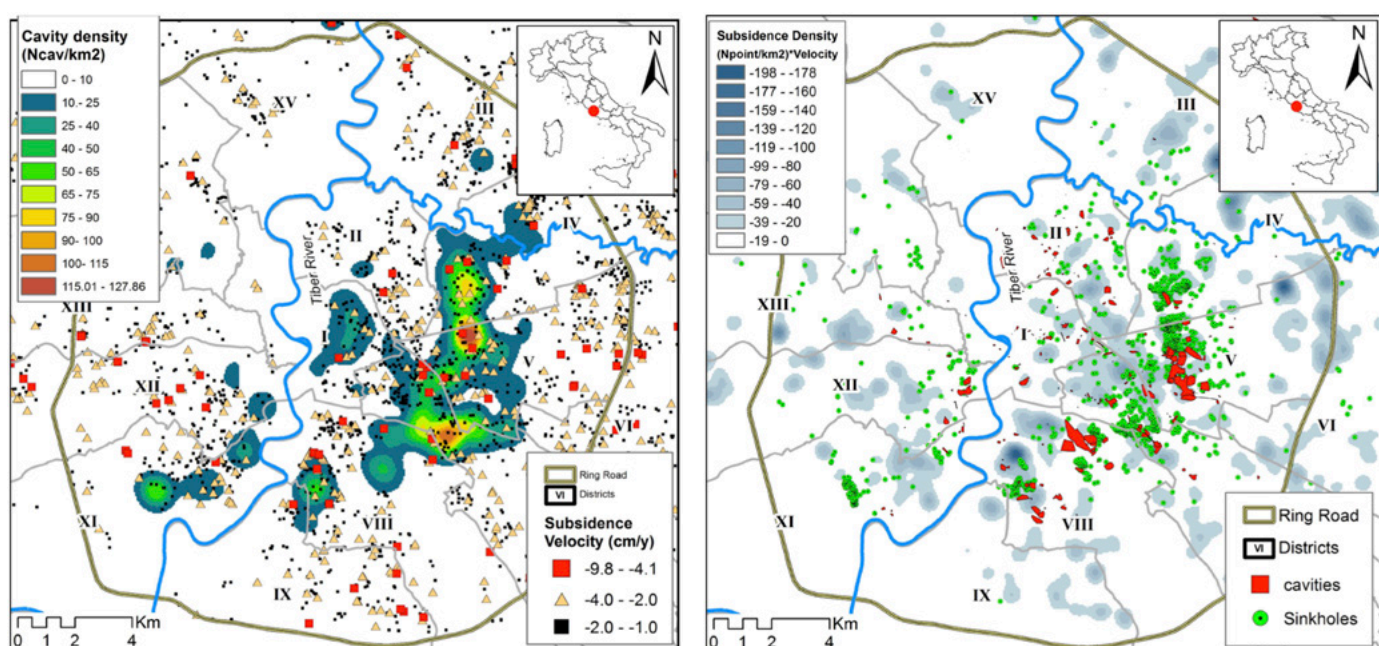 Cavity density
(Ncav/km2)
0 - 10
10 - 25
25 - 40
40 - 50
50 - 65
65 - 75
75 - 90
90- 100
100- 115
115.01 - 127.86
N
XV
III
IV
II
Tiber River
XIII
V
XII
VI
XI
VIII
IX
Ring Road
VI Districts
Subsidence
Velocity (cm/y)
-9.8 - -4.1
-4.0 - -2.0
-2.0 - -1.0
Km
0 2 4
Subsidence Density
(Npoint/km2)*Velocity
-198 - -178
-177 - -160
-159 - -140
-139 - -120
-119 - -100
-99 - -80
-79 - -60
-59 - -40
-39 - -20
-19 - 0
N
XV
III
IV
II
Tiber River
XIII
I
V
XII
VI
XI
VIII
IX
Ring Road
VI Districts
cavities
Sinkholes
Km
0 2 4